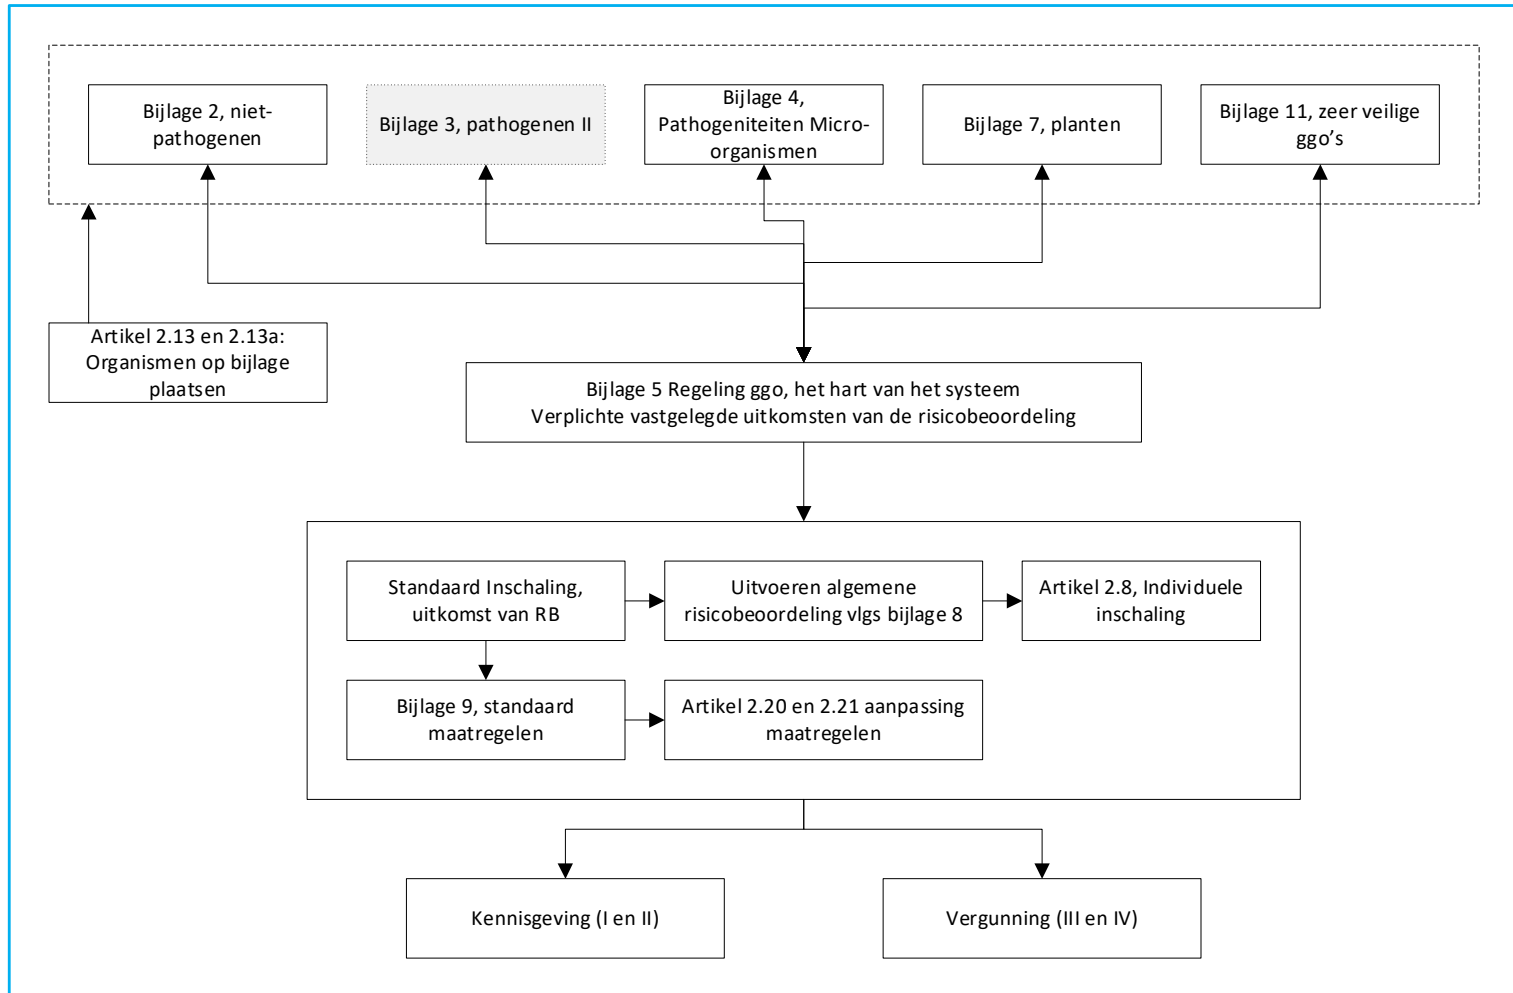 Bijlage 2, niet-
pathogenen
Bijlage 3, pathogenen II
Bijlage 4,
Pathogeniteiten Micro-
organismen
Bijlage 7, planten
Bijlage 11, zeer veilige
ggo’s
Artikel 2.13 en 2.13a:
Organismen op bijlage
plaatsen
Bijlage 5 Regeling ggo, het hart van het systeem
Verplichte vastgelegde uitkomsten van de risicobeoordeling
Standaard Inschaling,
uitkomst van RB
Uitvoeren algemene
risicobeoordeling vlgs bijlage 8
Artikel 2.8, Individuele
inschaling
Bijlage 9, standaard
maatregelen
Artikel 2.20 en 2.21 aanpassing
maatregelen
Kennisgeving (I en II)
Vergunning (III en IV)